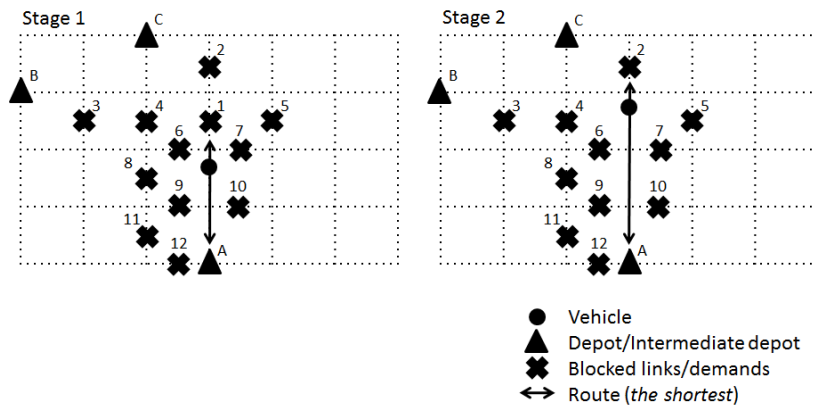 Stage 1
C
2
B
3
4
1
5
6
7
8
9
10
11
12
A
Stage 2
C
2
B
3
4
5
6
7
8
9
10
11
12
A
Vehicle
Depot/Intermediate depot
Blocked links/demands
Route (the shortest)